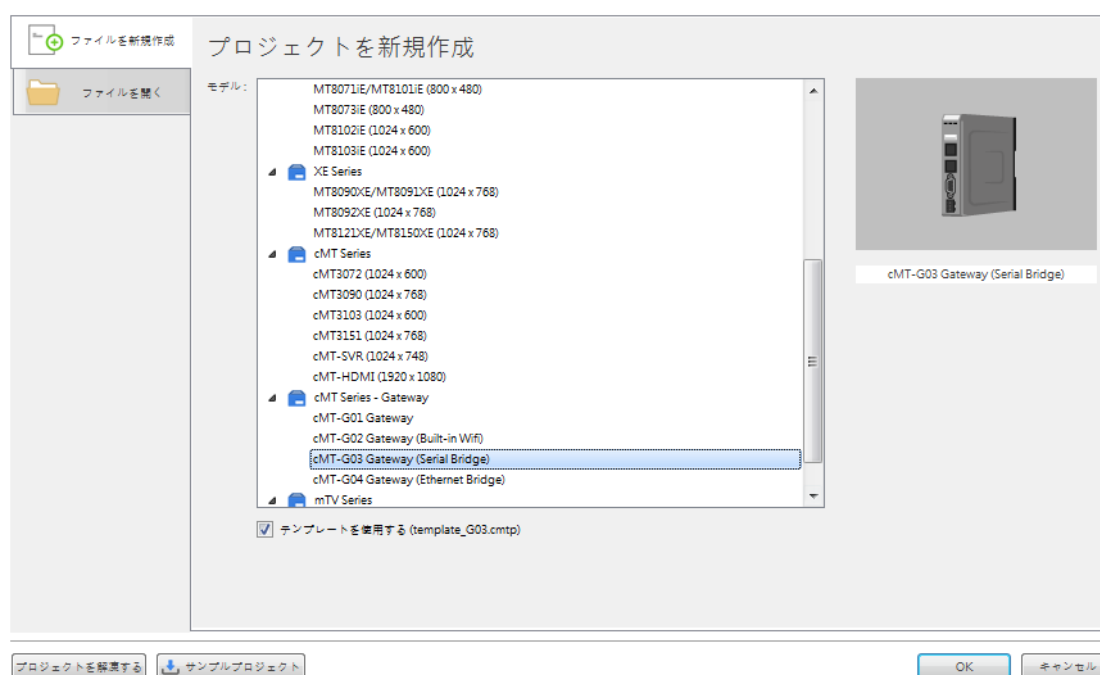 ファイルを新規作成
ファイルを開く
プロジェクトを新規作成
モデル:
MT8071iE/MT8101iE (800 x 480)
MT8073iE (800 x 480)
MT8102iE (1024 x 600)
MT8103iE (1024 x 600)
XE Series
MT8090XE/MT8091XE (1024 x 768)
MT8092XE (1024 x 768)
MT8121XE/MT8150XE (1024 x 768)
cMT Series
cMT3072 (1024 x 600)
cMT3090 (1024 x 768)
cMT3103 (1024 x 600)
cMT3151 (1024 x 768)
cMT-SVR (1024 x 748)
cMT-HDMI (1920 x 1080)
cMT Series - Gateway
cMT-G01 Gateway
cMT-G02 Gateway (Built-in Wifi)
cMT-G03 Gateway (Serial Bridge)
cMT-G04 Gateway (Ethernet Bridge)
mTV Series
cMT-G03 Gateway (Serial Bridge)
テンプレートを使用する (template_G03.cmtp)
プロジェクトを解凍する
サンプルプロジェクト
OK
キャンセル